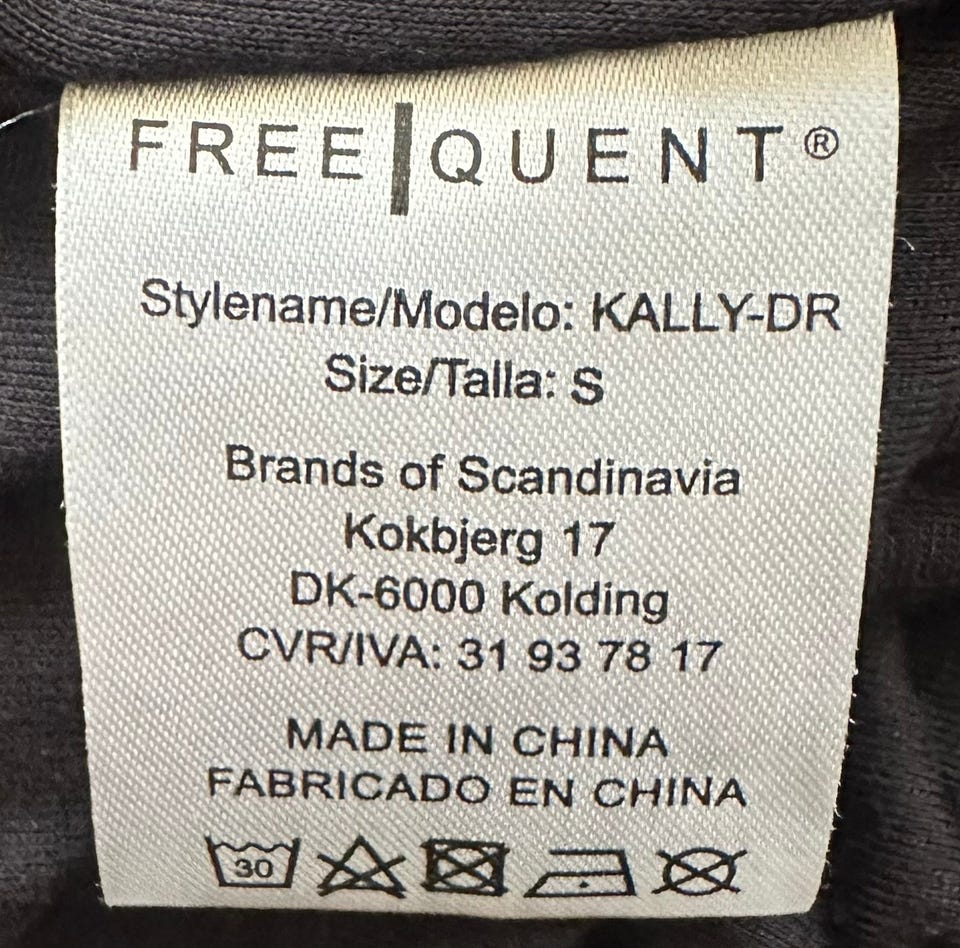 FREE|QUENT®
Stylename/Modelo: KALLY-DR
Size/Talla: S
Brands of Scandinavia
Kokbjerg 17
DK-6000 Kolding
CVR/IVA: 31 93 78 17
MADE IN CHINA
FABRICADO EN CHINA
30